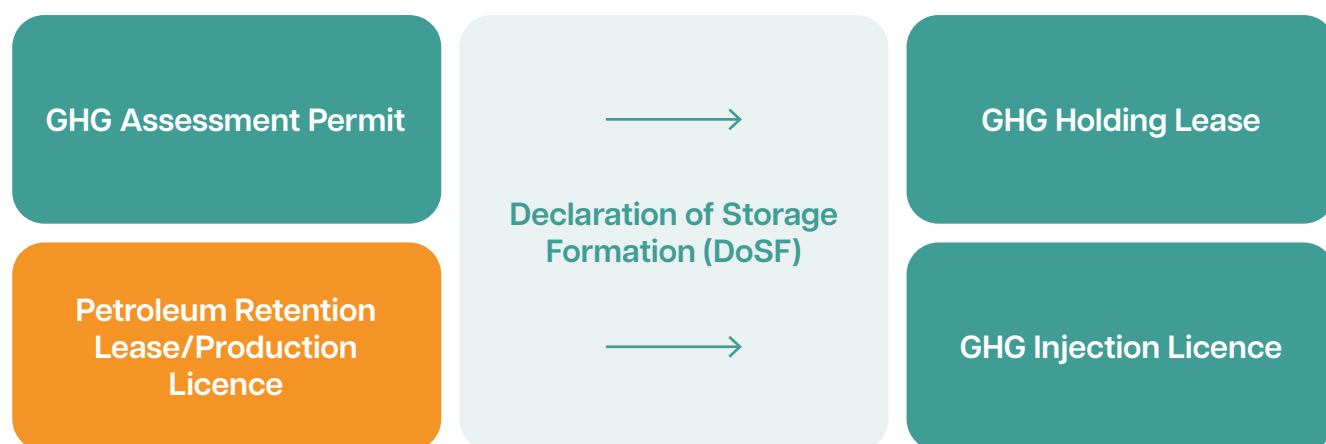 GHG Assessment Permit
Petroleum Retention
Lease/Production
Licence
Declaration of Storage
Formation (DoSF)
GHG Holding Lease
GHG Injection Licence